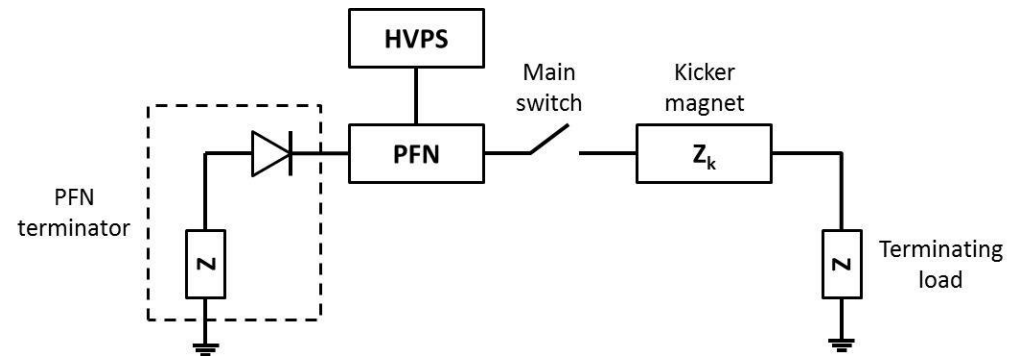 HVPS
Main
switch
Kicker
magnet
PFN
Zk
PFN
terminator
Z
Z
Terminating
load